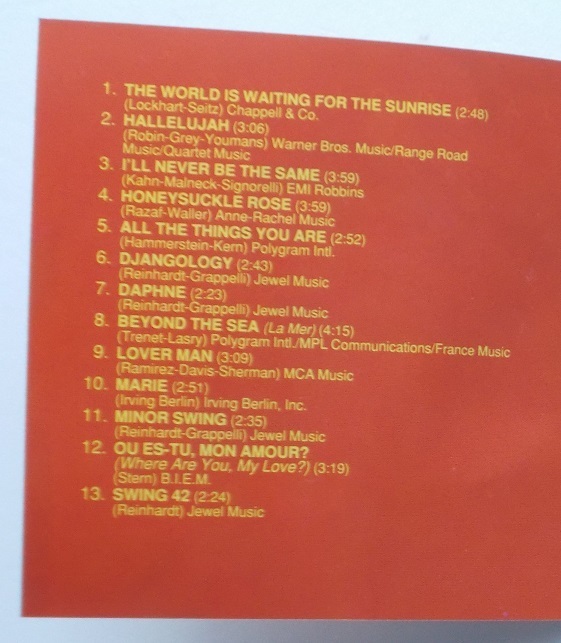 1. THE WORLD IS WAITING FOR THE SUNRISE (2:48)
(Lockhart-Seitz) Chappell & Co.
2. HALLELUJAH (3:06)
(Robin-Grey-Youmans) Warner Bros. Music/Range Road
Music/Quartet Music
3. I'LL NEVER BE THE SAME (3:59)
(Kahn-Malneck-Signorelli) EMI Robbins
4. HONEYSUCKLE ROSE (3:59)
(Razaf-Waller) Anne-Rachel Music
5. ALL THE THINGS YOU ARE (2:52)
(Hammerstein-Kern) Polygram Intl.
6. DJANGOLOGY (2:43)
(Reinhardt-Grappelli) Jewel Music
7. DAPHNE (2:23)
(Reinhardt-Grappelli) Jewel Music
8. BEYOND THE SEA (La Mer) (4:15)
(Trenet-Lasry) Polygram Intl./MPL Communications/France Music
9. LOVER MAN (3:09)
(Ramirez-Davis-Sherman) MCA Music
10. MARIE (2:51)
(Irving Berlin) Irving Berlin, Inc.
11. MINOR SWING (2:35)
(Reinhardt-Grappelli) Jewel Music
12. OU ES-TU, MON AMOUR?
(Where Are You, My Love?) (3:19)
(Stern) B.I.E.M.
13. SWING 42 (2:24)
(Reinhardt) Jewel Music